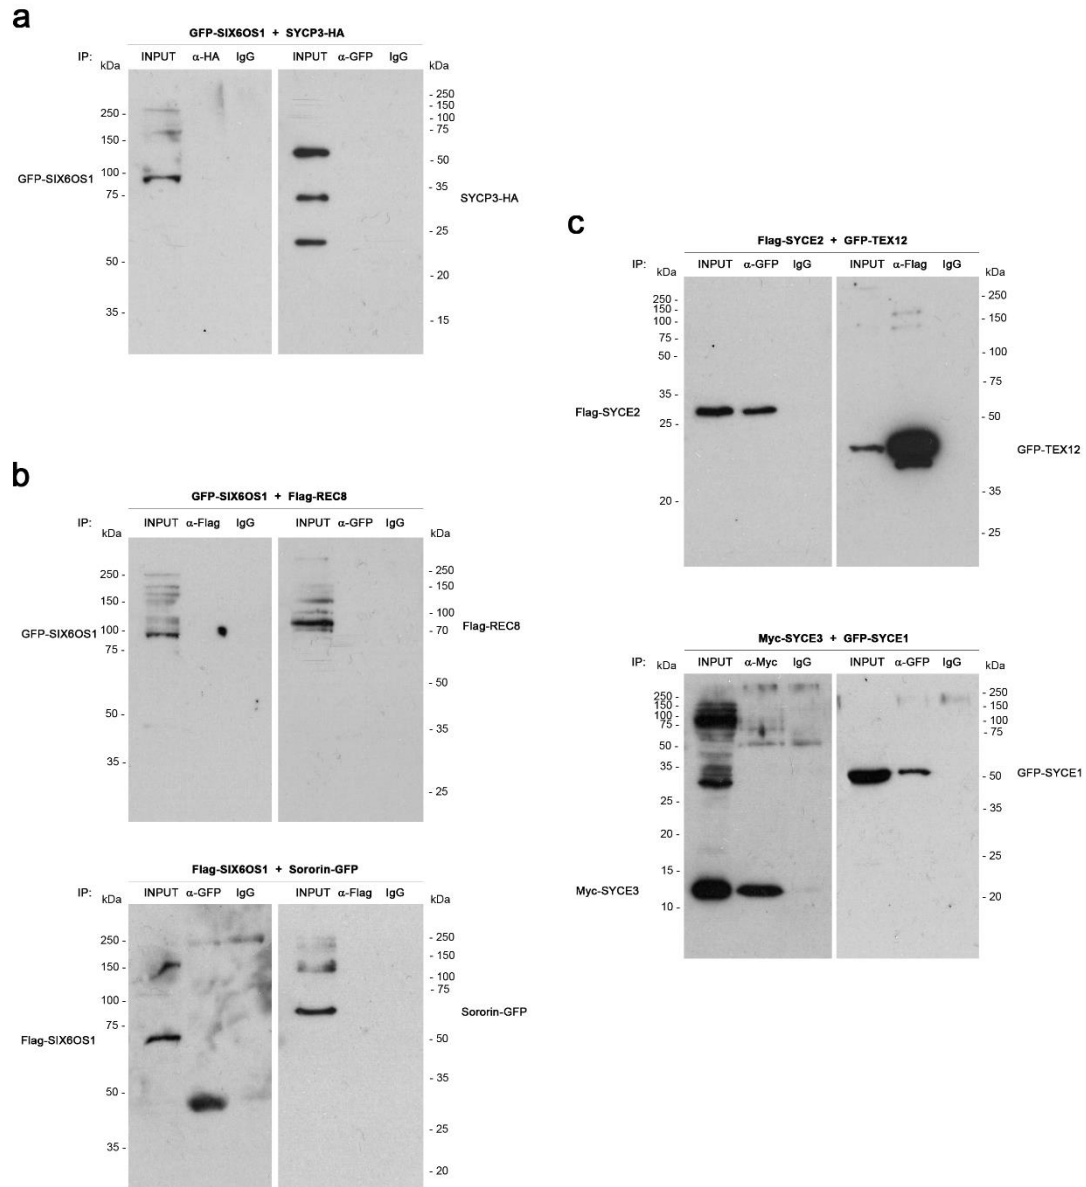 a
GFP-SIX6OS1 + SYCP3-HA
IP: INPUT α-HA IgG INPUT α-GFP IgG
kDa kDa
250 -
150 -
100 -
75 -
50 -
35 -
GFP-SIX6OS1
- 250
- 150
- 100
- 75
- 50
- 35
- 25
- 20
- 15
SYCP3-HA
b
GFP-SIX6OS1 + Flag-REC8
IP: INPUT α-Flag IgG INPUT α-GFP IgG
kDa kDa
250 -
150 -
100 -
75 -
50 -
35 -
GFP-SIX6OS1
- 250
- 150
- 100
- 70
- 50
- 35
- 25
Flag-REC8
Flag-SIX6OS1 + Sororin-GFP
IP: INPUT α-GFP IgG INPUT α-Flag IgG
kDa kDa
250 -
150 -
100 -
75 -
50 -
35 -
Flag-SIX6OS1
- 250
- 150
- 100
- 75
- 50
- 35
- 25
- 20
Sororin-GFP
c
Flag-SYCE2 + GFP-TEX12
IP: INPUT α-GFP IgG INPUT α-Flag IgG
kDa kDa
250 -
150 -
100 -
75 -
50 -
35 -
25 -
20 -
Flag-SYCE2
- 250
- 150
- 100
- 75
- 50
- 35
- 25
GFP-TEX12
Myc-SYCE3 + GFP-SYCE1
IP: INPUT α-Myc IgG INPUT α-GFP IgG
kDa kDa
250 -
150 -
100 -
75 -
50 -
35 -
25 -
20 -
15 -
10 -
Myc-SYCE3
- 250
- 150
- 100
- 75
- 50
- 35
- 25
- 20
GFP-SYCE1